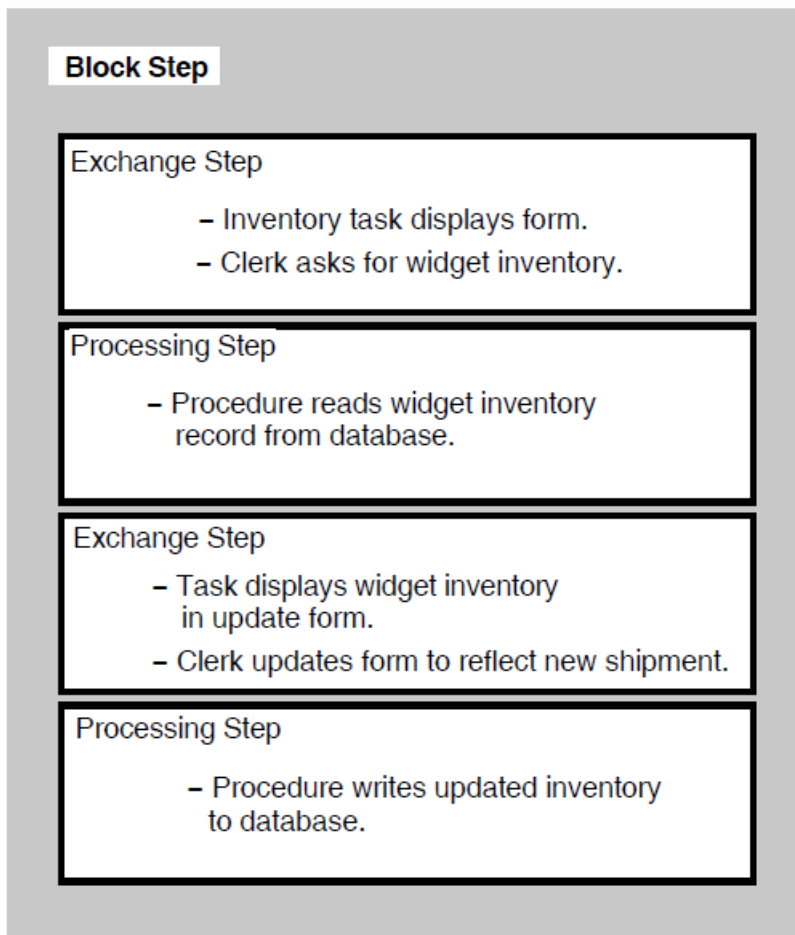 Block Step
Exchange Step
– Inventory task displays form.
– Clerk asks for widget inventory.
Processing Step
– Procedure reads widget inventory
record from database.
Exchange Step
– Task displays widget inventory
in update form.
– Clerk updates form to reflect new shipment.
Processing Step
– Procedure writes updated inventory
to database.